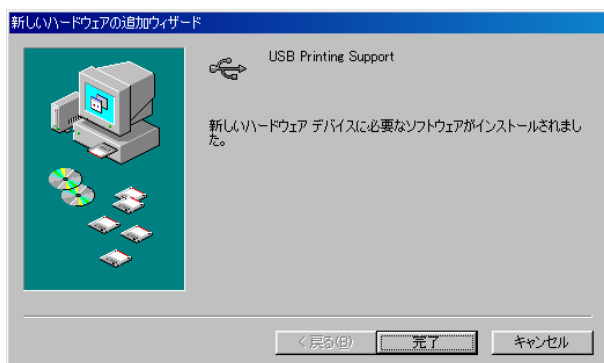 新しいハードウェアの追加ウィザード
USB Printing Support
新しいハードウェア デバイスに必要なソフトウェアがインストールされまし
た。
< 戻る(B)
完了
キャンセル